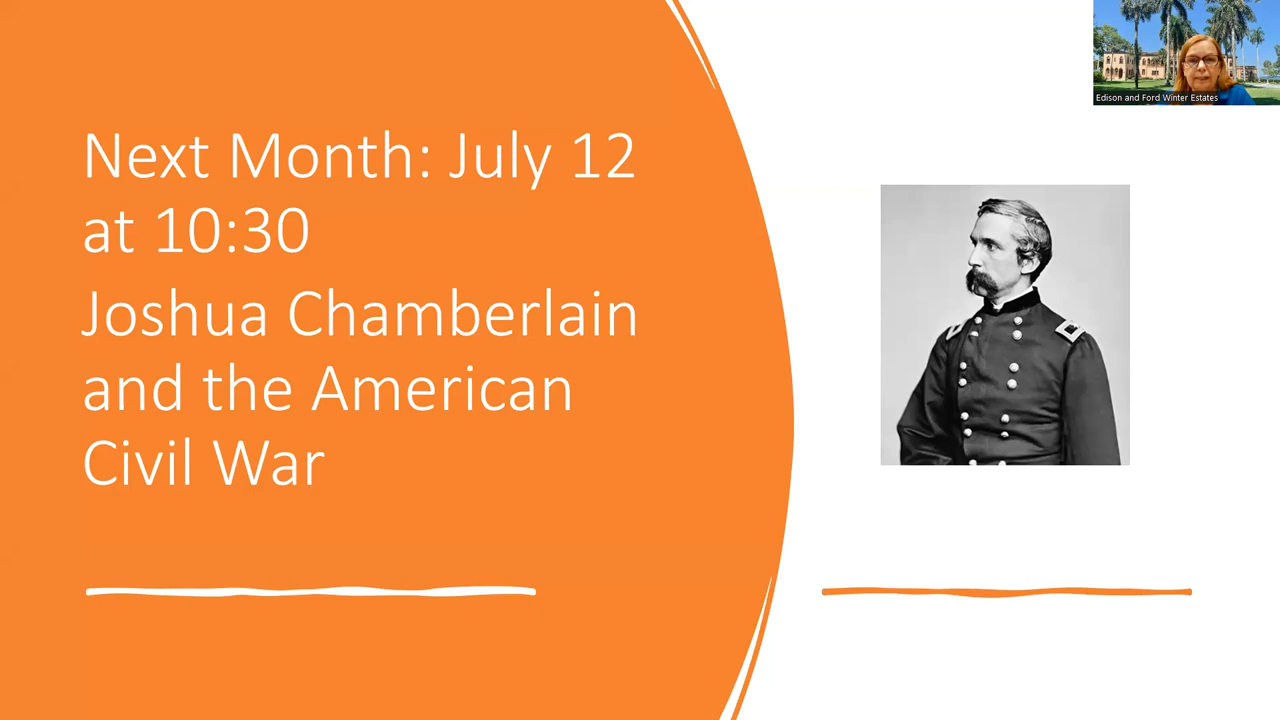 Next Month: July 12
at 10:30
Joshua Chamberlain
and the American
Civil War
Edison and Ford Winter Estates